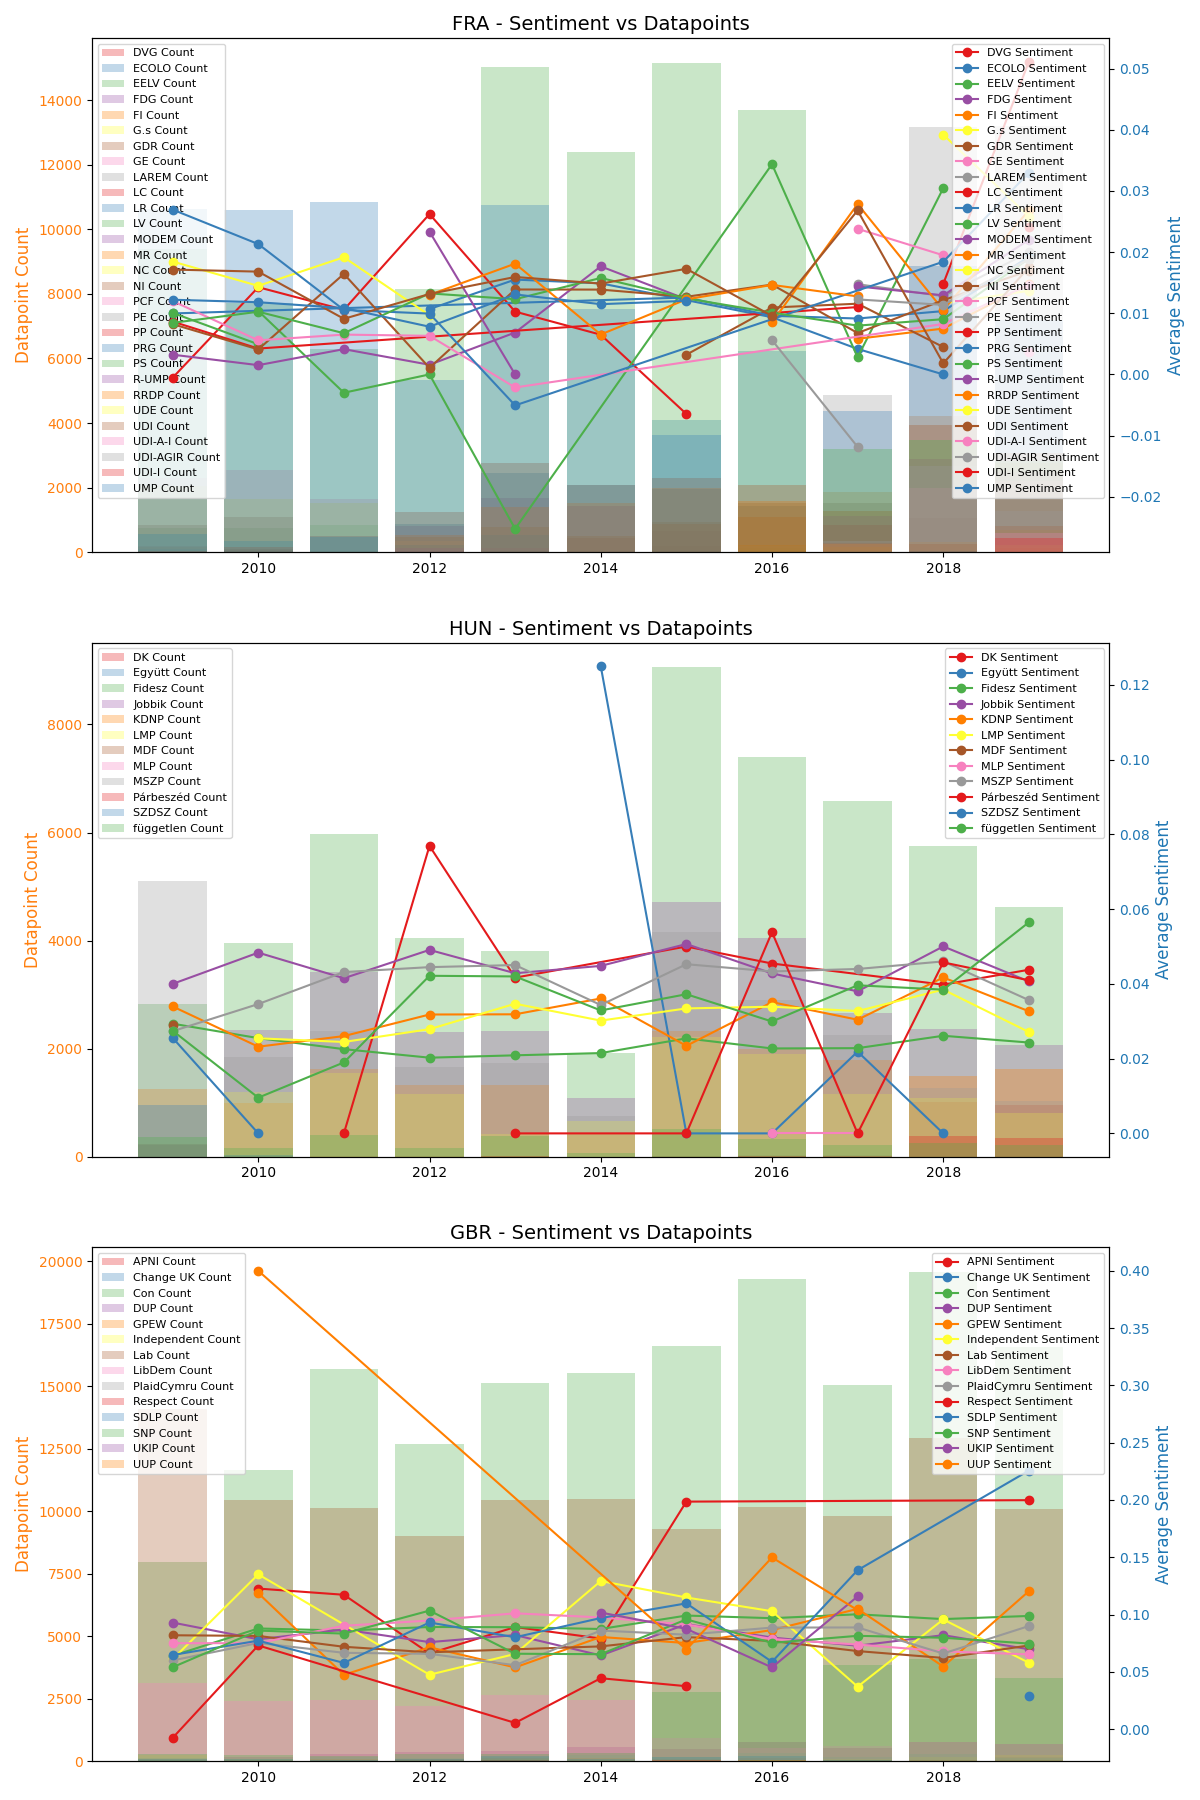 FRA - Sentiment vs Datapoints
DVG Count
ECOLO Count
EELV Count
FDG Count
FI Count
G.s Count
GDR Count
GE Count
LAREM Count
LC Count
LR Count
LV Count
MODEM Count
MR Count
NC Count
NI Count
PCF Count
PE Count
PP Count
PRG Count
PS Count
R-UMP Count
RRDP Count
UDE Count
UDI Count
UDI-A-I Count
UDI-AGIR Count
UDI-I Count
UMP Count
DVG Sentiment
ECOLO Sentiment
EELV Sentiment
FDG Sentiment
FI Sentiment
G.s Sentiment
GDR Sentiment
GE Sentiment
LAREM Sentiment
LC Sentiment
LR Sentiment
LV Sentiment
MODEM Sentiment
MR Sentiment
NC Sentiment
NI Sentiment
PCF Sentiment
PE Sentiment
PP Sentiment
PRG Sentiment
PS Sentiment
R-UMP Sentiment
RRDP Sentiment
UDE Sentiment
UDI Sentiment
UDI-A-I Sentiment
UDI-AGIR Sentiment
UDI-I Sentiment
UMP Sentiment
14000
12000
10000
8000
6000
4000
2000
0
Datapoint Count
0.05
0.04
0.03
0.02
0.01
0.00
−0.01
−0.02
Average Sentiment
2010 2012 2014 2016 2018
HUN - Sentiment vs Datapoints
DK Count
Együtt Count
Fidesz Count
Jobbik Count
KDNP Count
LMP Count
MDF Count
MLP Count
MSZP Count
Párbeszéd Count
SZDSZ Count
független Count
DK Sentiment
Együtt Sentiment
Fidesz Sentiment
Jobbik Sentiment
KDNP Sentiment
LMP Sentiment
MDF Sentiment
MLP Sentiment
MSZP Sentiment
Párbeszéd Sentiment
SZDSZ Sentiment
független Sentiment
8000
6000
4000
2000
0
Datapoint Count
0.12
0.10
0.08
0.06
0.04
0.02
0.00
Average Sentiment
2010 2012 2014 2016 2018
GBR - Sentiment vs Datapoints
APNI Count
Change UK Count
Con Count
DUP Count
GPEW Count
Independent Count
Lab Count
LibDem Count
PlaidCymru Count
Respect Count
SDLP Count
SNP Count
UKIP Count
UUP Count
APNI Sentiment
Change UK Sentiment
Con Sentiment
DUP Sentiment
GPEW Sentiment
Independent Sentiment
Lab Sentiment
LibDem Sentiment
PlaidCymru Sentiment
Respect Sentiment
SDLP Sentiment
SNP Sentiment
UKIP Sentiment
UUP Sentiment
20000
17500
15000
12500
10000
7500
5000
2500
0
Datapoint Count
0.40
0.35
0.30
0.25
0.20
0.15
0.10
0.05
0.00
Average Sentiment
2010 2012 2014 2016 2018